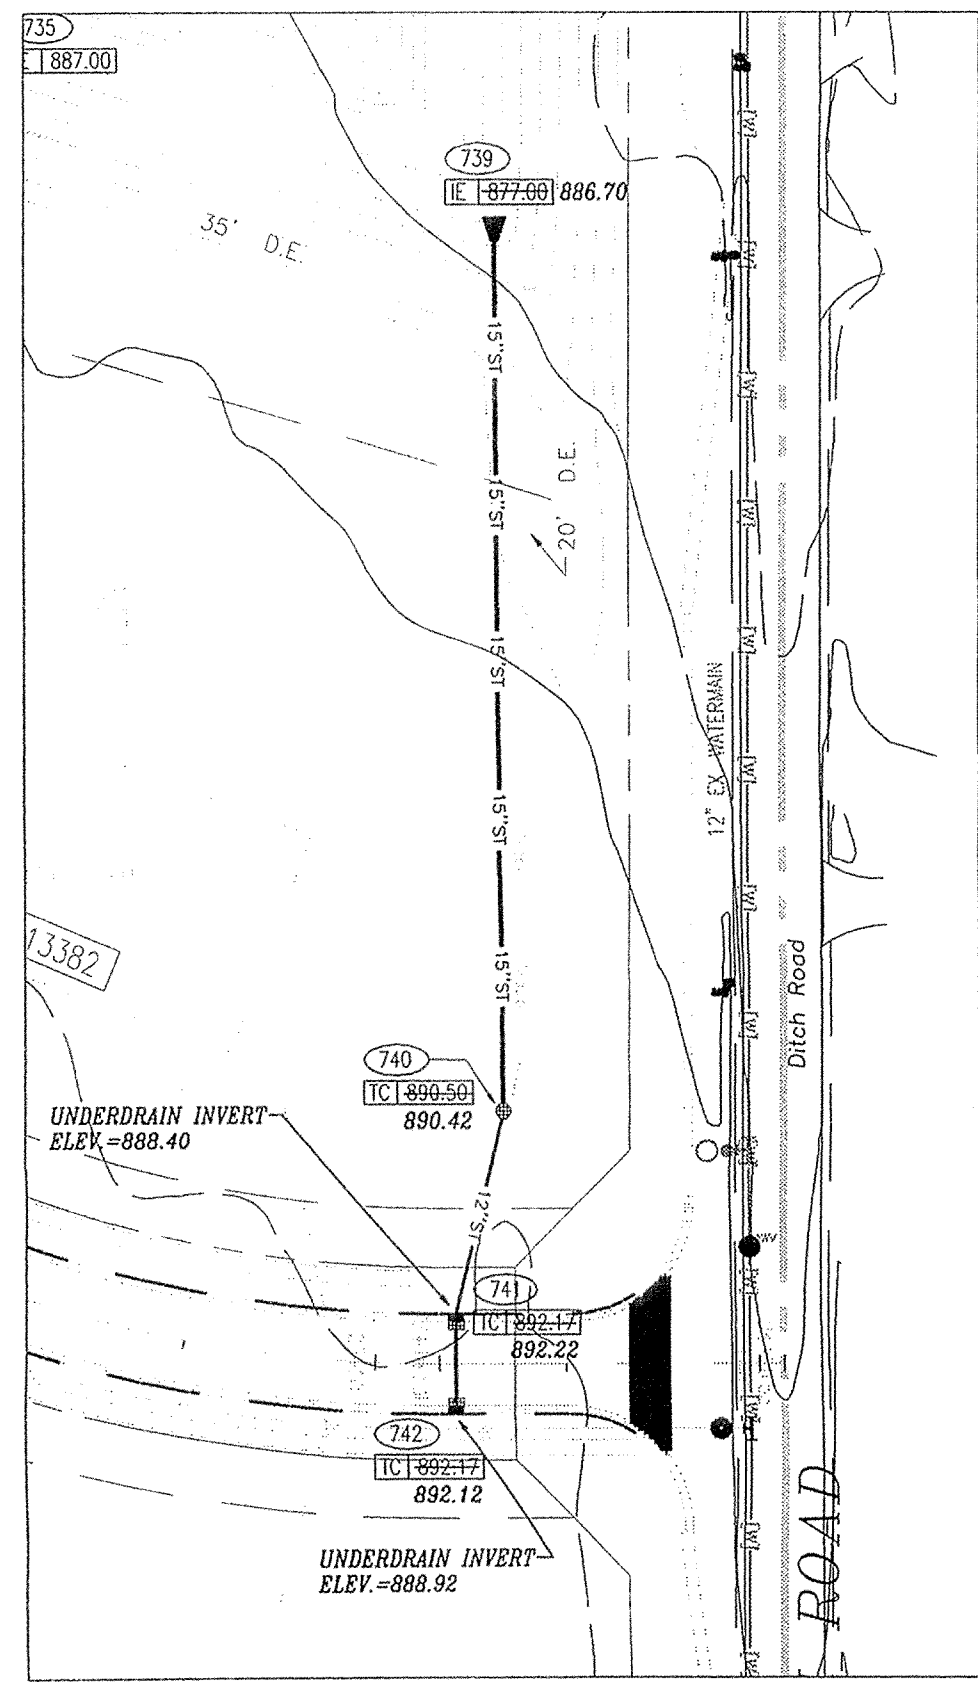 735
887.00
739
IE 877.00 886.70
35' D.E.
15"ST
15"ST
20' D.E.
15"ST
12" EX WATERMAIN
15"ST
13382
15"ST
Ditch Road
740
TC 890.50
890.42
UNDERDRAIN INVERT
ELEV.=888.40
12"ST
741
TC 892.17
892.22
742
TC 892.17
892.12
UNDERDRAIN INVERT
ELEV.=888.92
ROAD
W
W
W
W
W
W
W
W
W
W
W
W